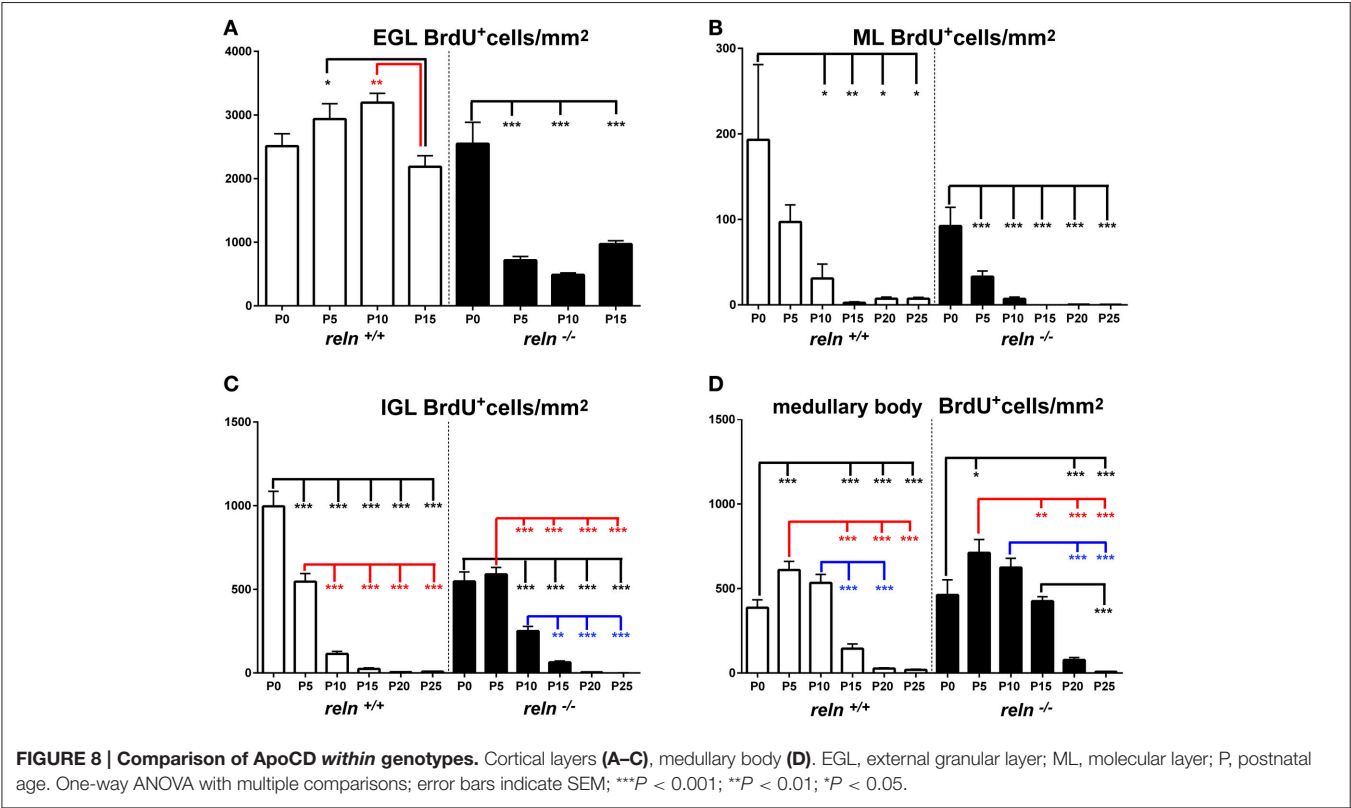 A
EGL BrdU+cells/mm2
4000
3000
2000
1000
0
* **
*** *** ***
P0 P5 P10 P15 P0 P5 P10 P15
reln +/+ reln -/-
B
ML BrdU+cells/mm2
300
200
100
0
* ** * *
*** *** *** *** ***
P0 P5 P10 P15 P20 P25 P0 P5 P10 P15 P20 P25
reln +/+ reln -/-
C
IGL BrdU+cells/mm2
1500
1000
500
0
*** *** *** *** ***
*** *** *** ***
*** *** *** ***
*** *** *** ***
** *** ***
P0 P5 P10 P15 P20 P25 P0 P5 P10 P15 P20 P25
reln +/+ reln -/-
D
medullary body BrdU+cells/mm2
1500
1000
500
0
*** *** *** ***
*** *** ***
*** ***
* *** ***
** *** ***
*** ***
***
P0 P5 P10 P15 P20 P25 P0 P5 P10 P15 P20 P25
reln +/+ reln -/-
FIGURE 8 | Comparison of ApoCD within genotypes. Cortical layers (A–C), medullary body (D). EGL, external granular layer; ML, molecular layer; P, postnatal
age. One-way ANOVA with multiple comparisons; error bars indicate SEM; ***P < 0.001; **P < 0.01; *P < 0.05.